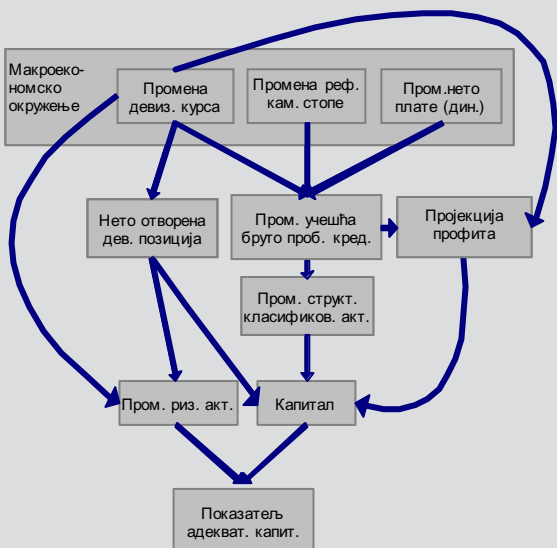 Макроеко-
номско
окружење
Промена
девиз. курса
Промена реф.
кам. стопе
Пром.нето
плате (дин.)
Нето отворена
дев. позиција
Пром. учешћа
бруто проб. кред.
Пројекција
профита
Пром. структ.
класификов. акт.
Пром. риз. акт.
Капитал
Показатељ
адекват. капит.